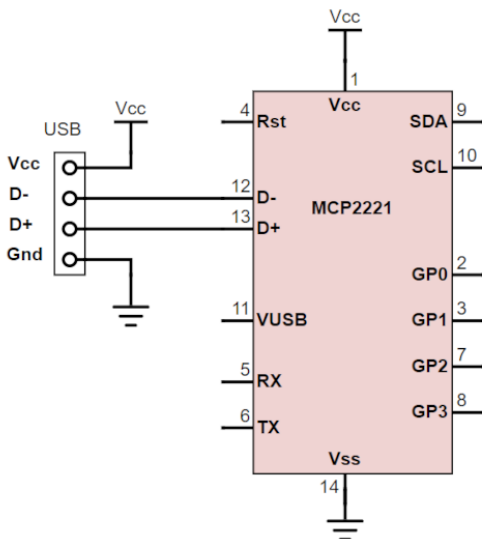 Vcc
1
Vcc
USB
Vcc
Vcc
D-
D+
Gnd
4
Rst
12
D-
13
D+
11
VUSB
5
RX
6
TX
MCP2221
SDA
9
SCL
10
GP0
2
GP1
3
GP2
7
GP3
8
Vss
14